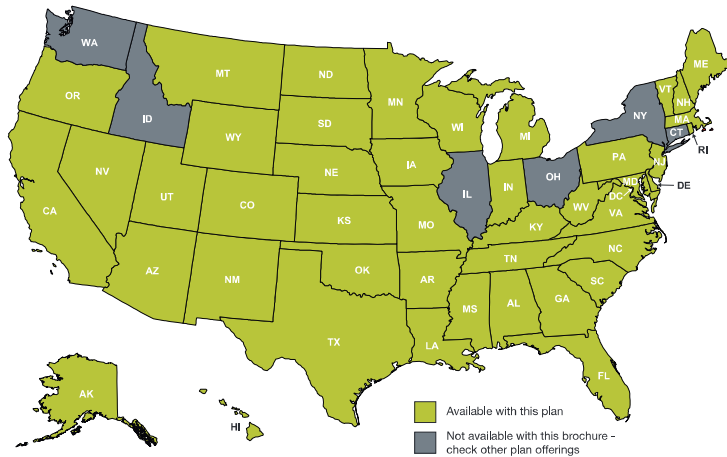 WA
MT
ND
ME
OR
MN
VT
NH
ID
SD
WI
NY
MA
WY
MI
CT
RI
NV
NE
IA
PA
NJ
UT
IL
IN
OH
MD
DE
CA
CO
DC
KS
MO
WV
VA
KY
AZ
NM
OK
AR
TN
NC
SC
MS
AL
GA
TX
LA
FL
AK
HI
Available with this plan
Not available with this brochure -
check other plan offerings